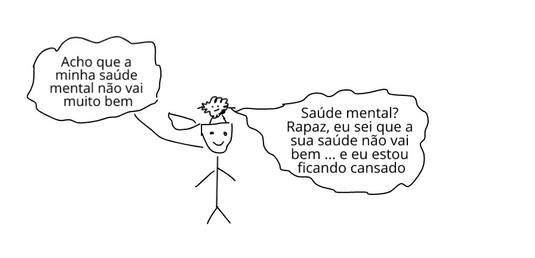 Acho que a
minha saúde
mental não vai
muito bem
Saúde mental?
Rapaz, eu sei que a
sua saúde não vai
bem ... e eu estou
ficando cansado